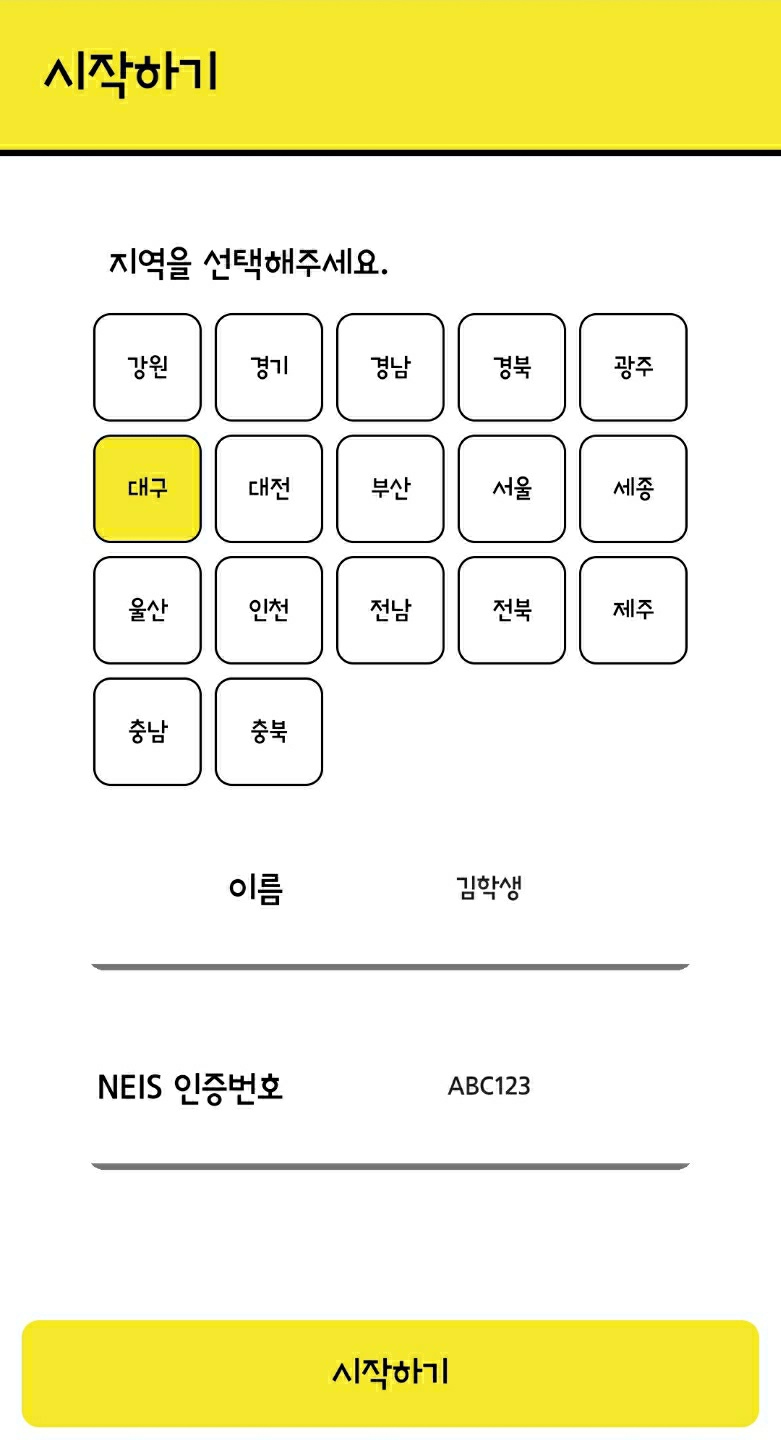 시작하기
지역을 선택해주세요.
강원 경기 경남 경북 광주
대구 대전 부산 서울 세종
울산 인천 전남 전북 제주
충남 충북
이름 김학생
NEIS 인증번호 ABC123
시작하기